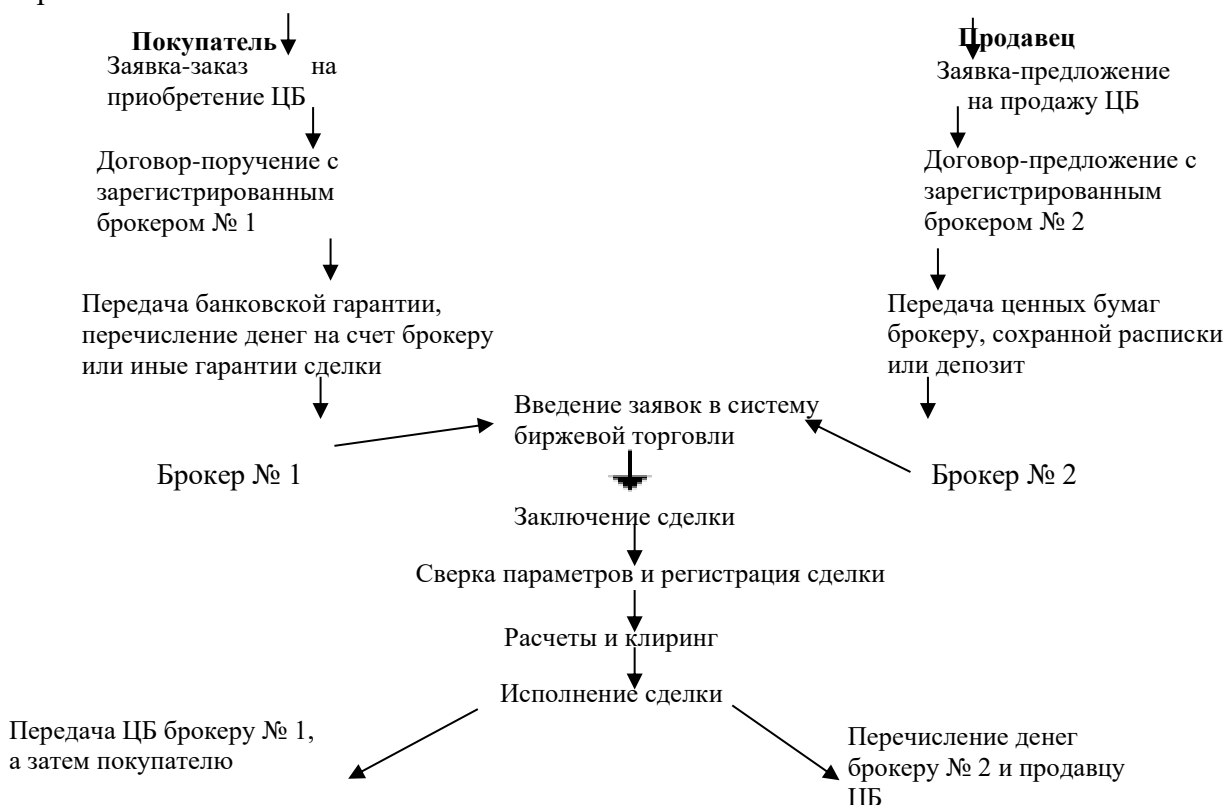 Покупатель
Заявка-заказ на
приобретение ЦБ
Договор-поручение с
зарегистрированным
брокером № 1
Передача банковской гарантии,
перечисление денег на счет брокеру
или иные гарантии сделки
Брокер № 1
Продавец
Заявка-предложение
на продажу ЦБ
Договор-предложение с
зарегистрированным
брокером № 2
Передача ценных бумаг
брокеру, сохранной расписки
или депозит
Брокер № 2
Введение заявок в систему
биржевой торговли
Заключение сделки
Сверка параметров и регистрация сделки
Расчеты и клиринг
Исполнение сделки
Передача ЦБ брокеру № 1,
а затем покупателю
Перечисление денег
брокеру № 2 и продавцу
ЦБ